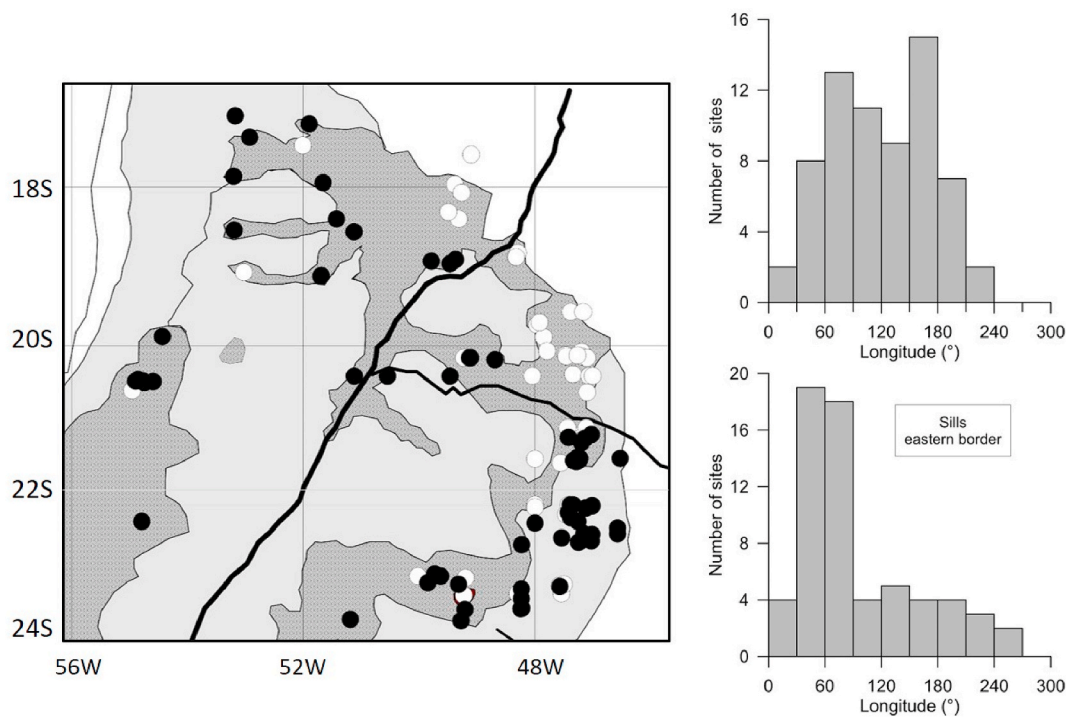 18S
20S
22S
24S
56W
52W
48W
16
12
8
4
0
Number of sites
0 60 120 180 240 300
Longitude (°)
20
16
12
8
4
0
Number of sites
Sills
eastern border
0 60 120 180 240 300
Longitude (°)